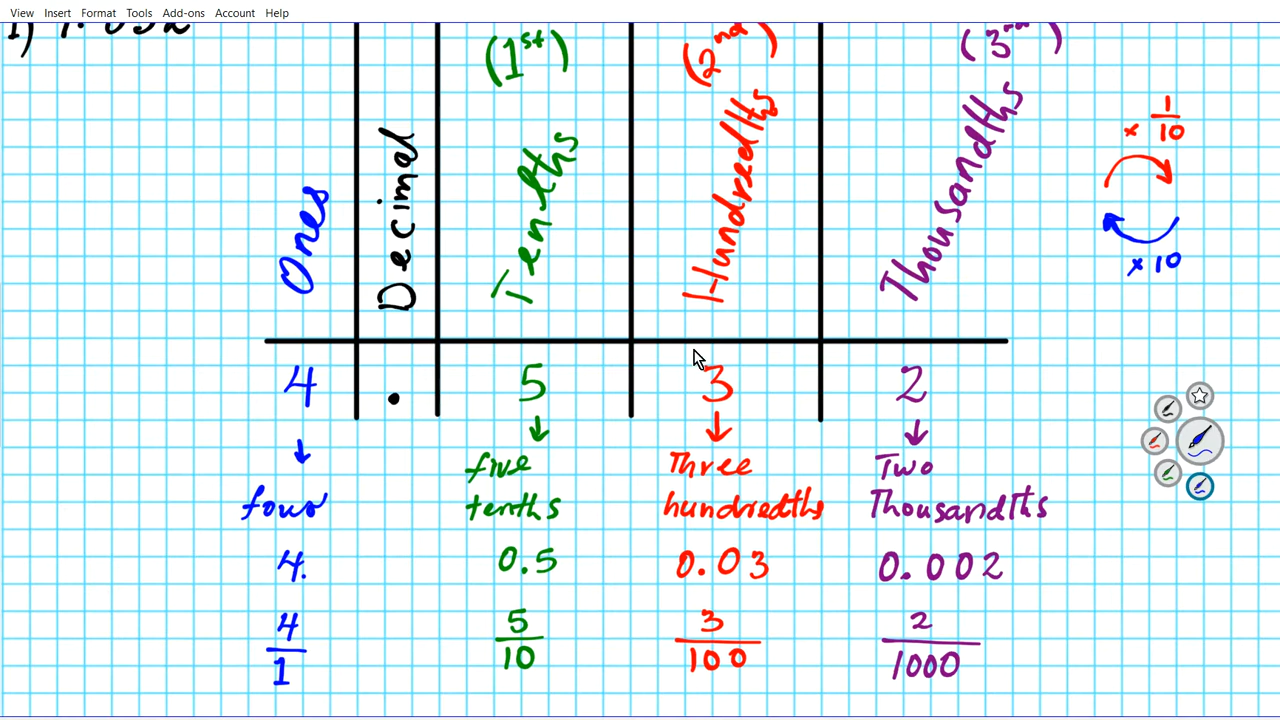 View Insert Format Tools Add-ons Account Help
(1st) (2nd) (3rd)
Ones Decimal Tenths Hundredths Thousandths
× 1/10
× 10
4 . 5 3 2
four five tenths Three hundredths Two Thousandths
4. 0.5 0.03 0.002
4/1 5/10 3/100 2/1000